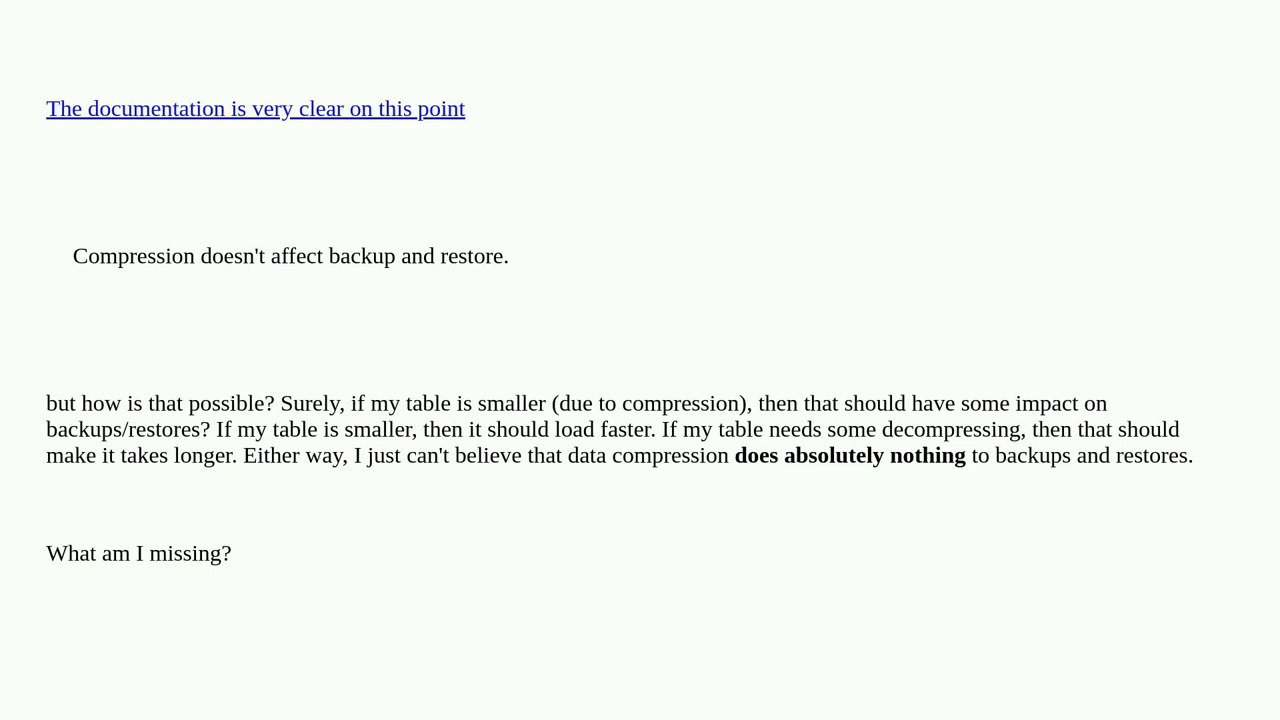 The documentation is very clear on this point
Compression doesn't affect backup and restore.
but how is that possible? Surely, if my table is smaller (due to compression), then that should have some impact on
backups/restores? If my table is smaller, then it should load faster. If my table needs some decompressing, then that should
make it takes longer. Either way, I just can't believe that data compression does absolutely nothing to backups and restores.
What am I missing?